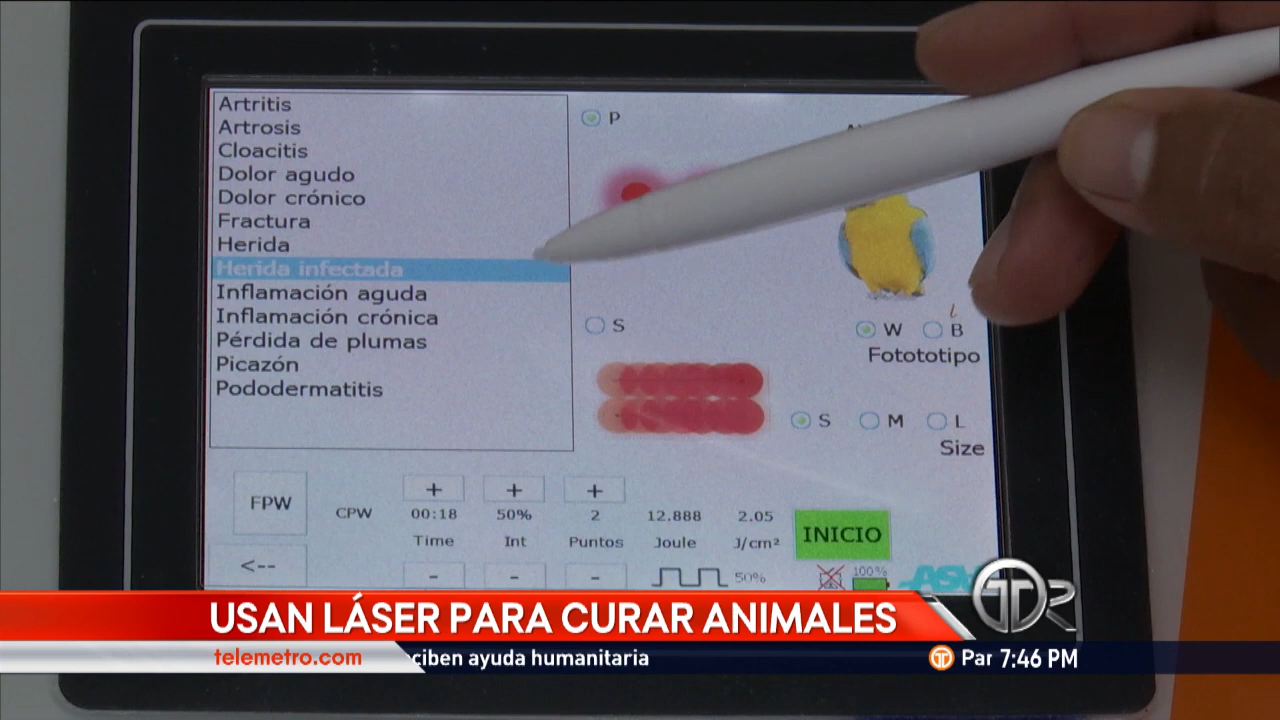 Artritis
Artrosis
Cloacitis
Dolor agudo
Dolor crónico
Fractura
Herida
Herida infectada
Inflamación aguda
Inflamación crónica
Pérdida de plumas
Picazón
Pododermatitis
P
S
W B
Fotototipo
S M L
Size
FPW
CPW
<--
+ + +
00:18 50% 2 12.888 2.05
Time Int Puntos Joule J/cm²
- - -
50%
INICIO
100%
USAN LÁSER PARA CURAR ANIMALES
telemetro.com
ciben ayuda humanitaria
Par 7:46 PM